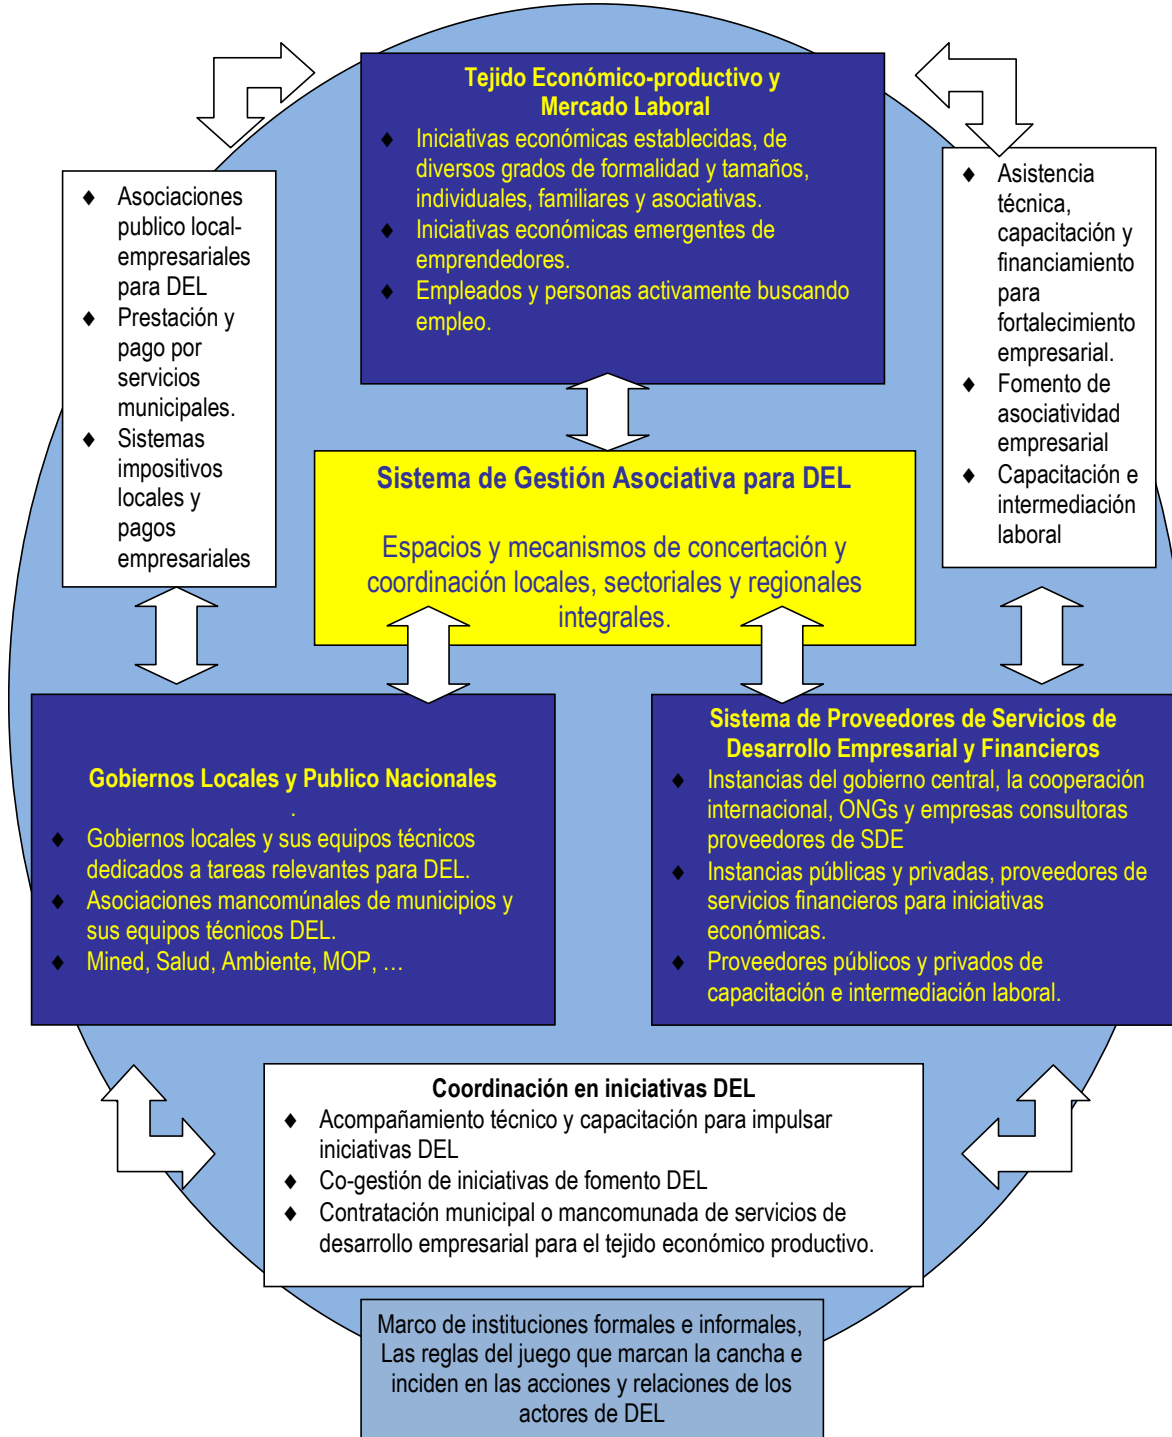 Tejido Económico-productivo y
Mercado Laboral
♦ Iniciativas económicas establecidas, de
diversos grados de formalidad y tamaños,
individuales, familiares y asociativas.
♦ Iniciativas económicas emergentes de
emprendedores.
♦ Empleados y personas activamente buscando
empleo.
♦ Asociaciones
publico local-
empresariales
para DEL
♦ Prestación y
pago por
servicios
municipales.
♦ Sistemas
impositivos
locales y
pagos
empresariales
♦ Asistencia
técnica,
capacitación y
financiamiento
para
fortalecimiento
empresarial.
♦ Fomento de
asociatividad
empresarial
♦ Capacitación e
intermediación
laboral
Sistema de Gestión Asociativa para DEL
Espacios y mecanismos de concertación y
coordinación locales, sectoriales y regionales
integrales.
Gobiernos Locales y Publico Nacionales
.
♦ Gobiernos locales y sus equipos técnicos
dedicados a tareas relevantes para DEL.
♦ Asociaciones mancomúnales de municipios y
sus equipos técnicos DEL.
♦ Mined, Salud, Ambiente, MOP, …
Sistema de Proveedores de Servicios de
Desarrollo Empresarial y Financieros
♦ Instancias del gobierno central, la cooperación
internacional, ONGs y empresas consultoras
proveedores de SDE
♦ Instancias públicas y privadas, proveedores de
servicios financieros para iniciativas
económicas.
♦ Proveedores públicos y privados de
capacitación e intermediación laboral.
Coordinación en iniciativas DEL
♦ Acompañamiento técnico y capacitación para impulsar
iniciativas DEL
♦ Co-gestión de iniciativas de fomento DEL
♦ Contratación municipal o mancomunada de servicios de
desarrollo empresarial para el tejido económico productivo.
Marco de instituciones formales e informales,
Las reglas del juego que marcan la cancha e
inciden en las acciones y relaciones de los
actores de DEL